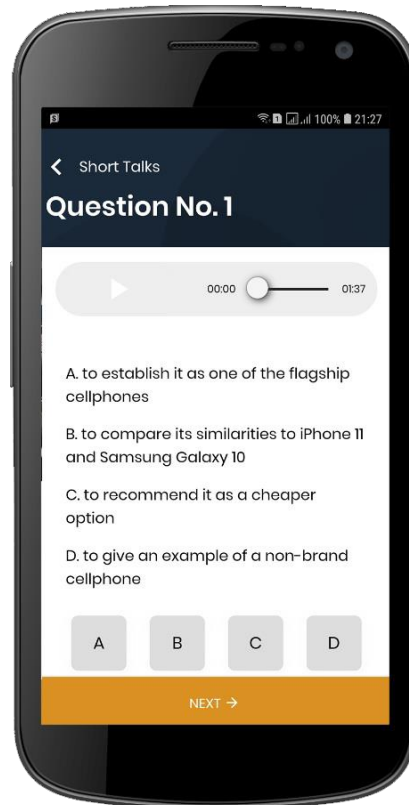 100% 21:27
Short Talks
Question No. 1
00:00 01:37
A. to establish it as one of the flagship
cellphones
B. to compare its similarities to iPhone 11
and Samsung Galaxy 10
C. to recommend it as a cheaper
option
D. to give an example of a non-brand
cellphone
A B C D
NEXT →